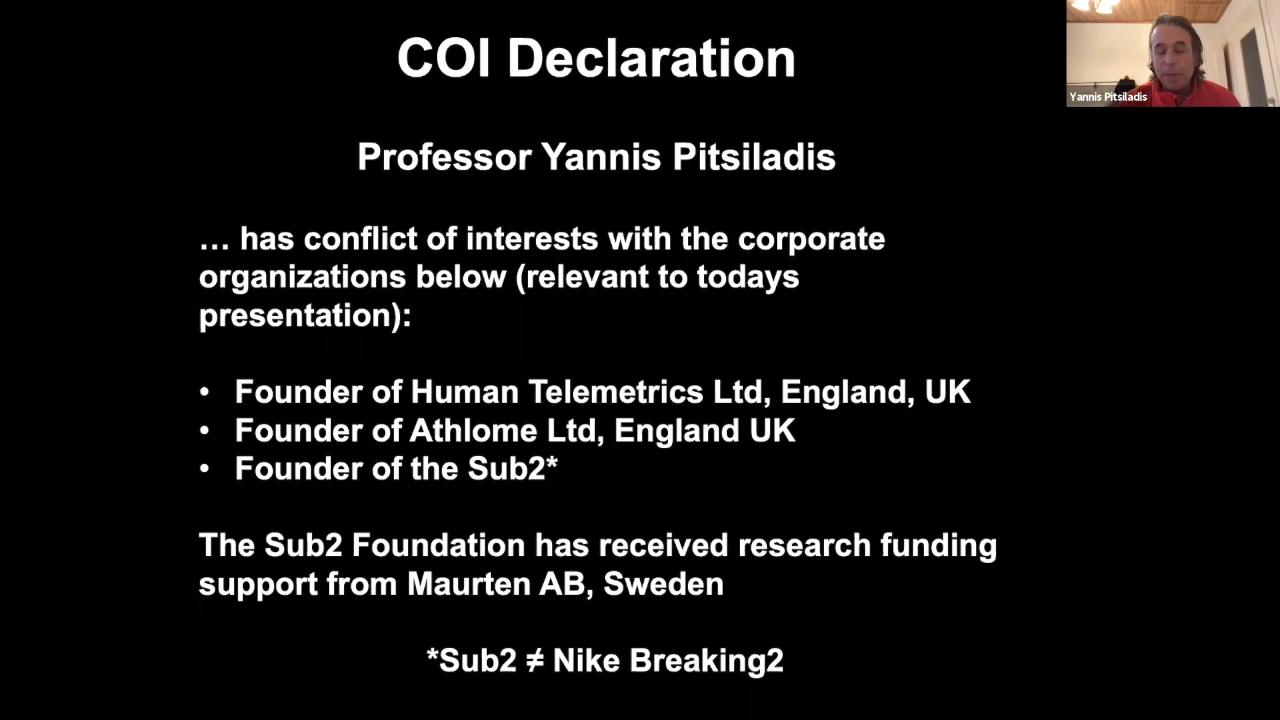 COI Declaration
Yannis Pitsiladis
Professor Yannis Pitsiladis
… has conflict of interests with the corporate
organizations below (relevant to todays
presentation):
• Founder of Human Telemetrics Ltd, England, UK
• Founder of Athlome Ltd, England UK
• Founder of the Sub2*
The Sub2 Foundation has received research funding
support from Maurten AB, Sweden
*Sub2 ≠ Nike Breaking2